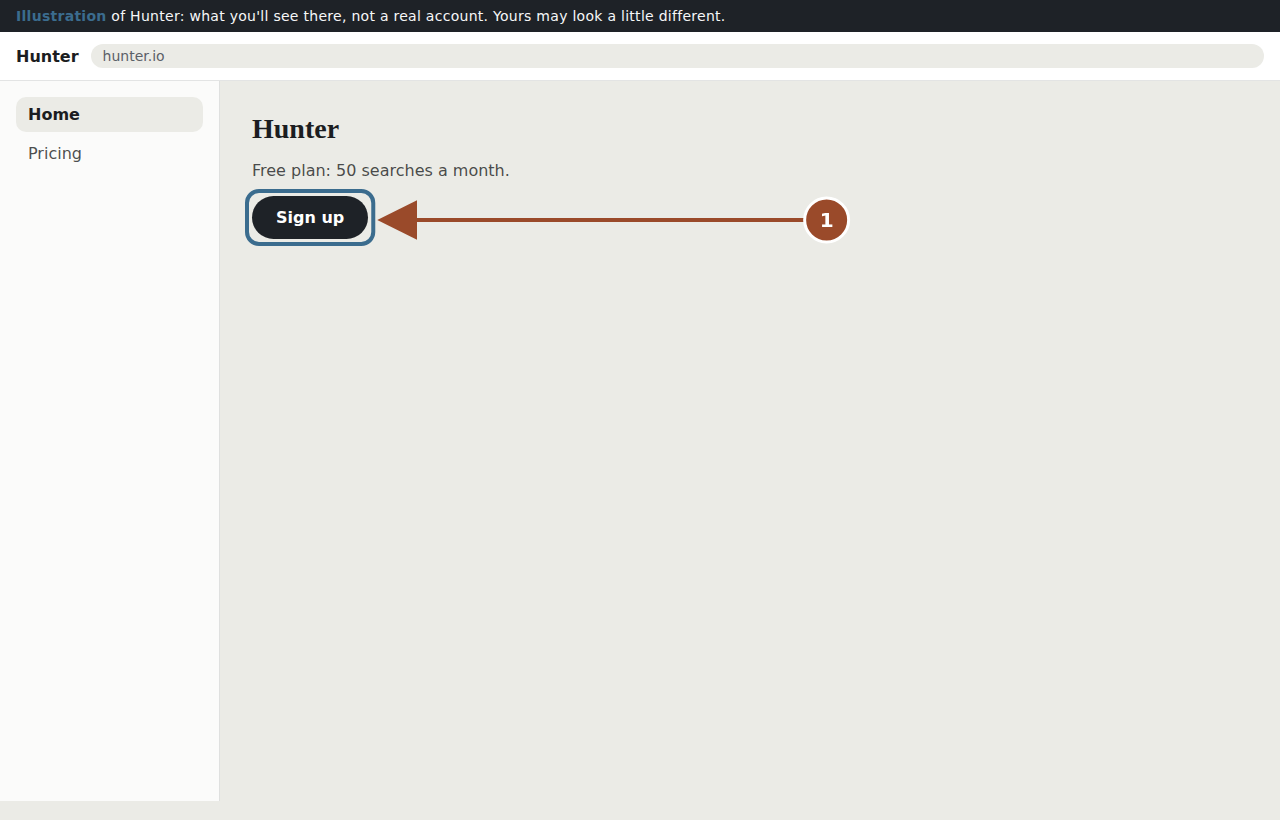 Illustration of Hunter: what you'll see there, not a real account. Yours may look a little different.
Hunter hunter.io
Home
Pricing
Hunter
Free plan: 50 searches a month.
Sign up
1